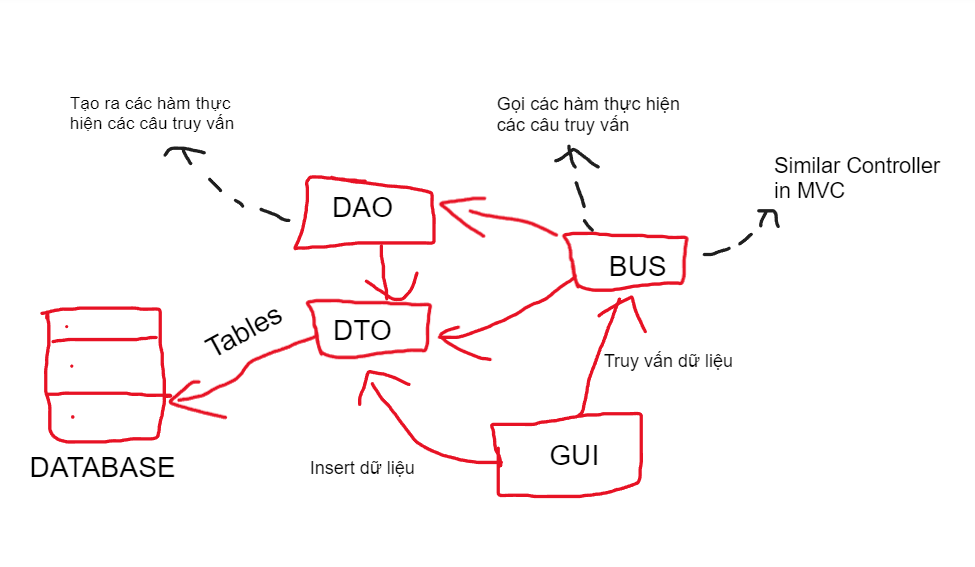 Tạo ra các hàm thực
hiện các câu truy vấn
Gọi các hàm thực hiện
các câu truy vấn
Similar Controller
in MVC
DAO
BUS
DTO
Tables
Truy vấn dữ liệu
GUI
Insert dữ liệu
DATABASE